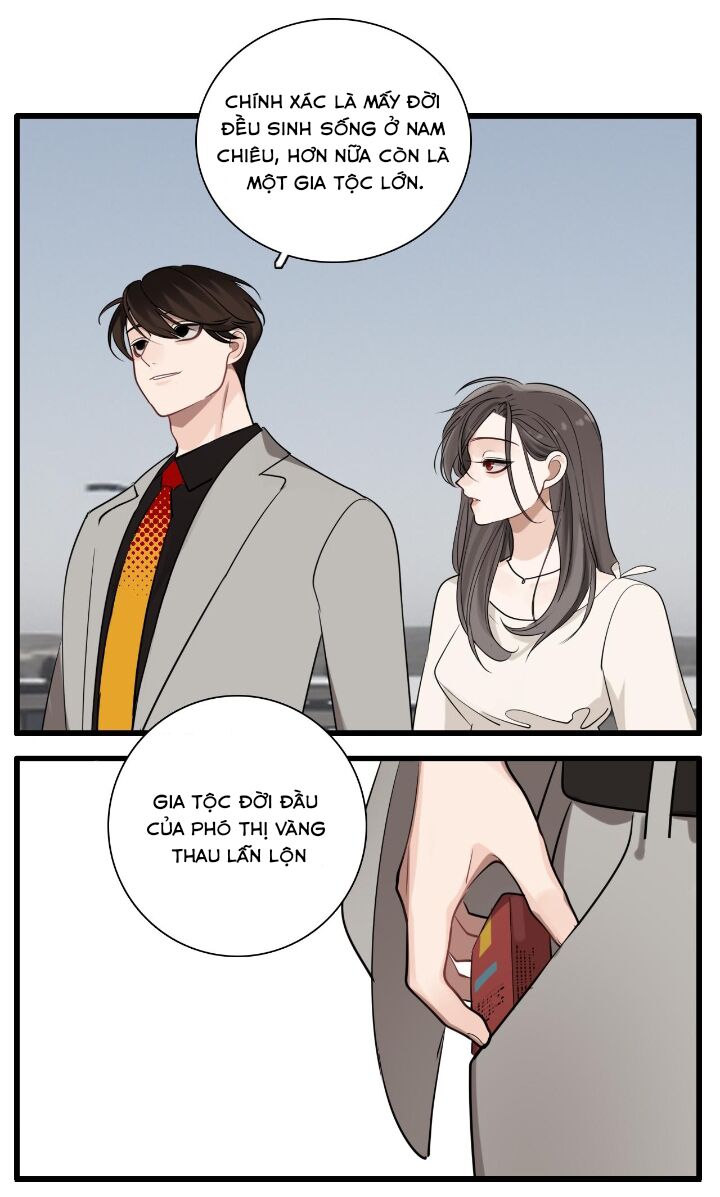 CHÍNH XÁC LÀ MẤY ĐỜI
ĐỀU SINH SỐNG Ở NAM
CHIÊU, HƠN NỮA CÒN LÀ
MỘT GIA TỘC LỚN.
GIA TỘC ĐỜI ĐẦU
CỦA PHÓ THỊ VÀNG
THAU LẪN LỘN